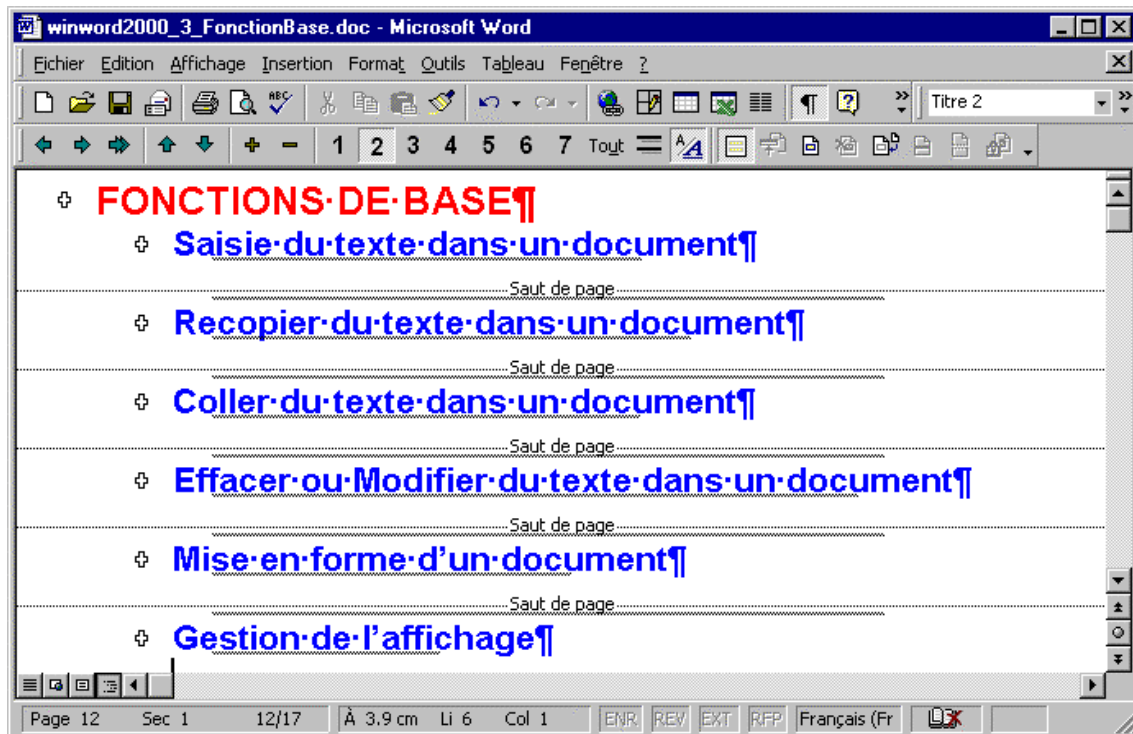 winword2000_3_FonctionBase.doc - Microsoft Word
Fichier Edition Affichage Insertion Format Outils Tableau Fenêtre ?
ABC ¶ Titre 2
1 2 3 4 5 6 7 Tout
FONCTIONS·DE·BASE¶
Saisie·du·texte·dans·un·document¶
Saut de page
Recopier·du·texte·dans·un·document¶
Saut de page
Coller·du·texte·dans·un·document¶
Saut de page
Effacer·ou·Modifier·du·texte·dans·un·document¶
Saut de page
Mise·en·forme·d’un·document¶
Saut de page
Gestion·de·l’affichage¶
Page 12 Sec 1 12/17 À 3,9 cm Li 6 Col 1 ENR REV EXT RFP Français (Fr